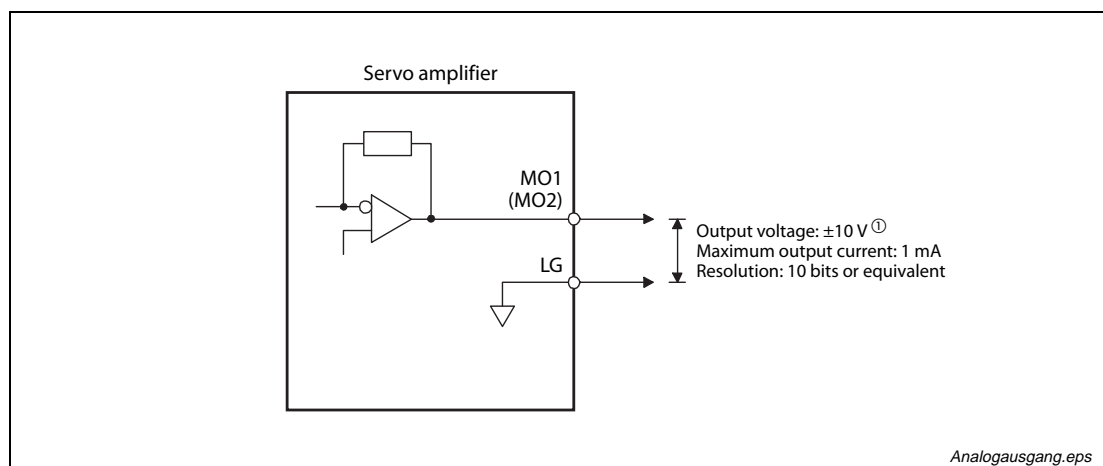 Servo amplifier
MO1
(MO2)
LG
Output voltage: ±10 V ①
Maximum output current: 1 mA
Resolution: 10 bits or equivalent
Analogausgang.eps